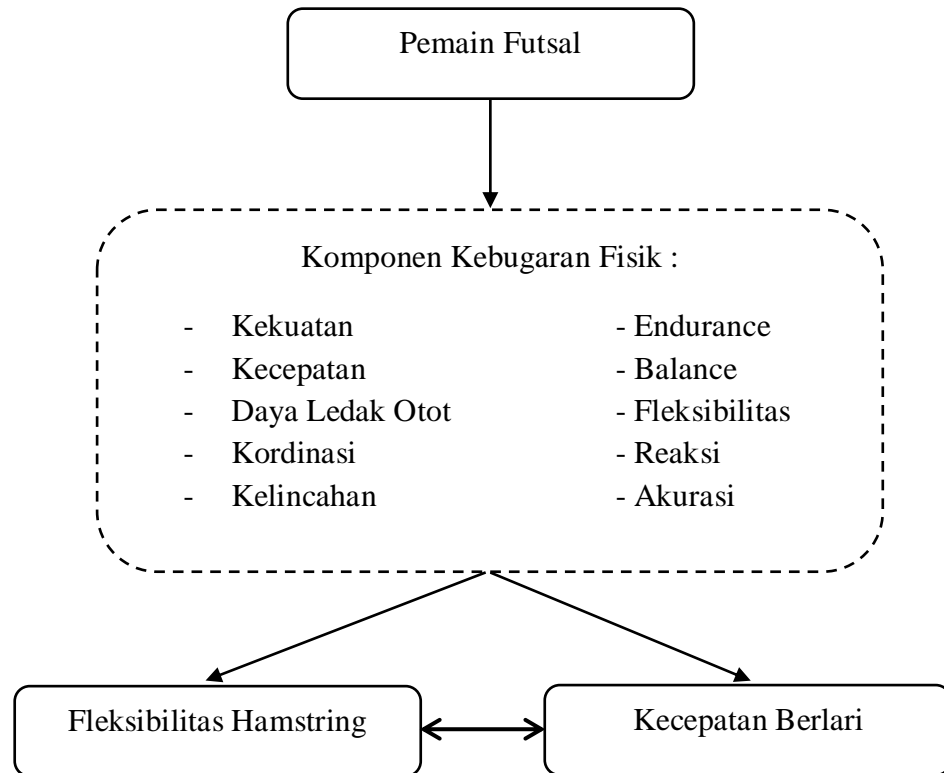 Pemain Futsal
Komponen Kebugaran Fisik :
- Kekuatan
- Kecepatan
- Daya Ledak Otot
- Kordinasi
- Kelincahan
- Endurance
- Balance
- Fleksibilitas
- Reaksi
- Akurasi
Fleksibilitas Hamstring
Kecepatan Berlari